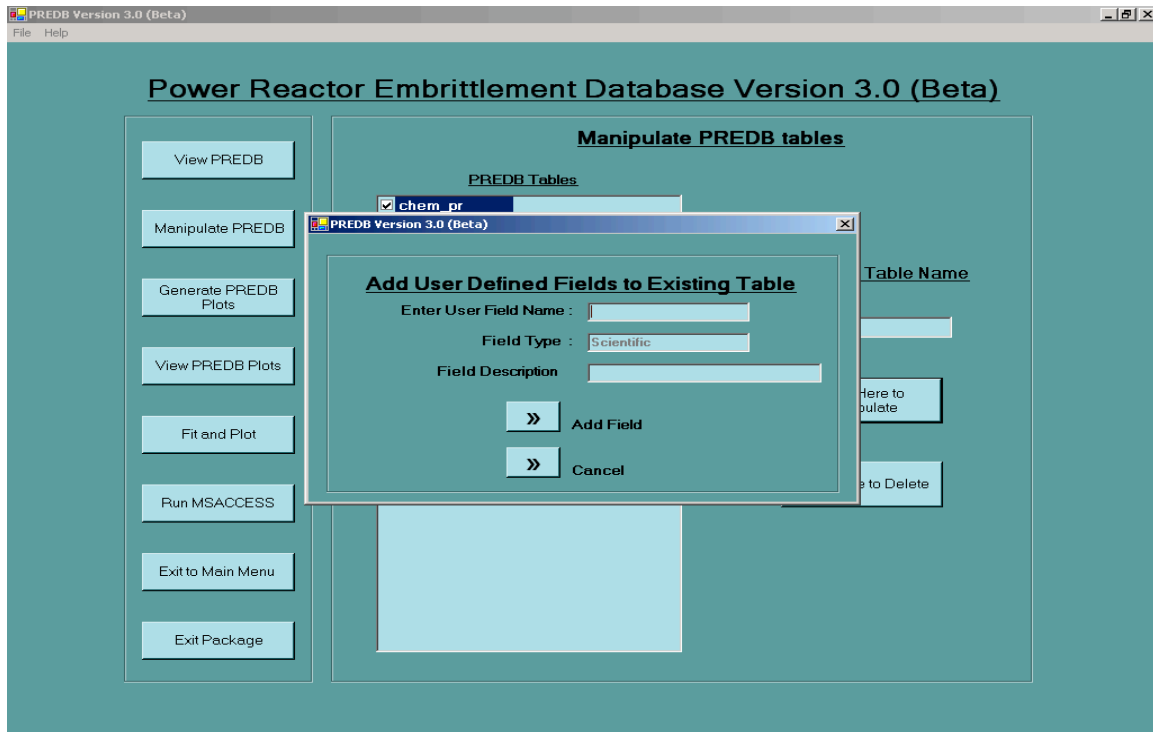 PREDB Version 3.0 (Beta)
File Help
Power Reactor Embrittlement Database Version 3.0 (Beta)
View PREDB
Manipulate PREDB
Generate PREDB
Plots
View PREDB Plots
Fit and Plot
Run MSACCESS
Exit to Main Menu
Exit Package
Manipulate PREDB tables
PREDB Tables
chem_pr
Table Name
Here to
to Delete
PREDB Version 3.0 (Beta)
Add User Defined Fields to Existing Table
Enter User Field Name :
Field Type : Scientific
Field Description
» Add Field
» Cancel